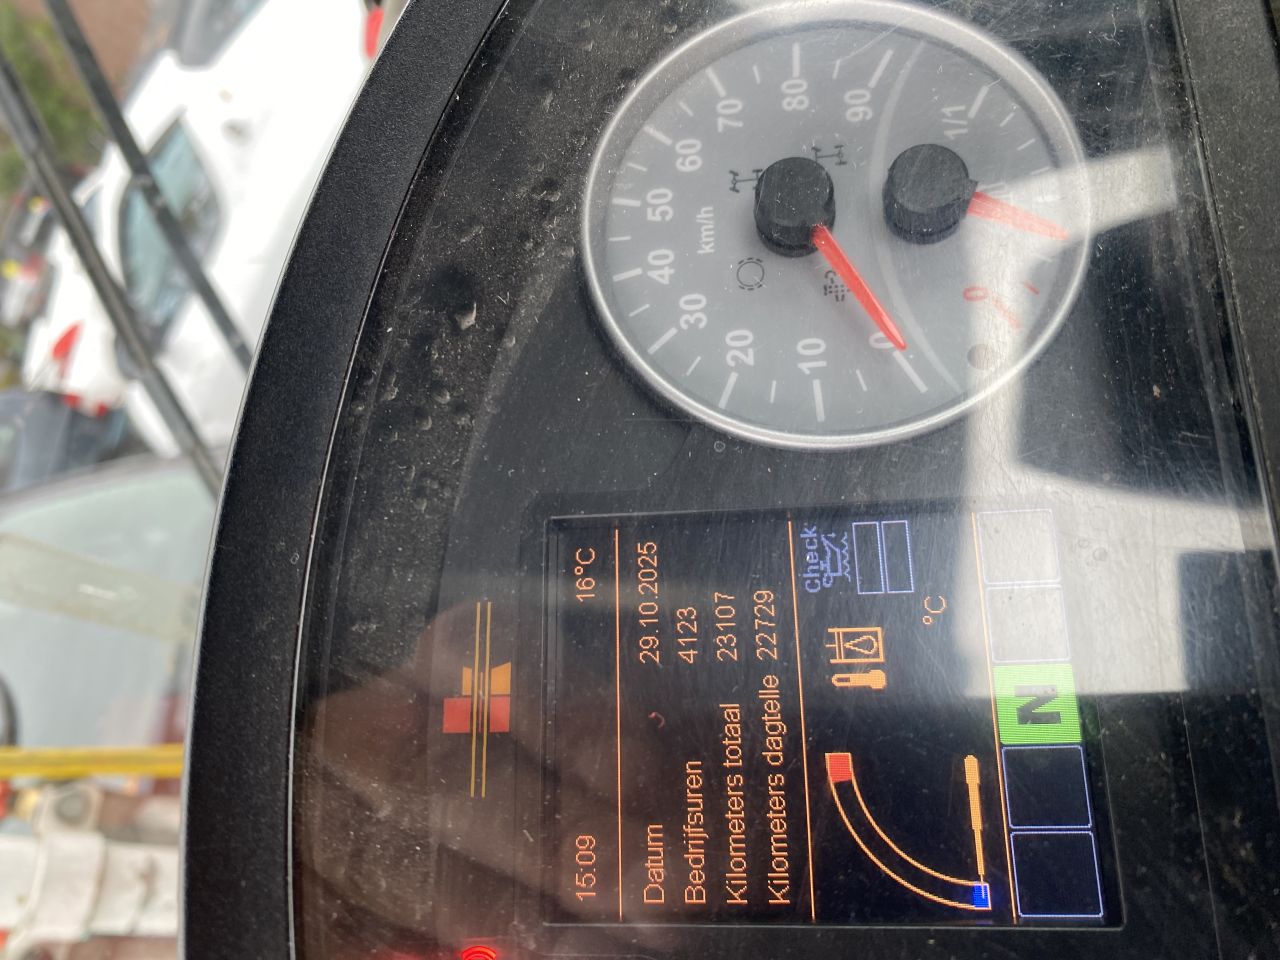 90
80
70
60
50
40
30
20
10
0
km/h
1/1
0
15:09 16°C
Datum 29.10.2025
Bedrijfsuren 4123
Kilometers totaal 23107
Kilometers dagtelle 22729
Check
°C
N